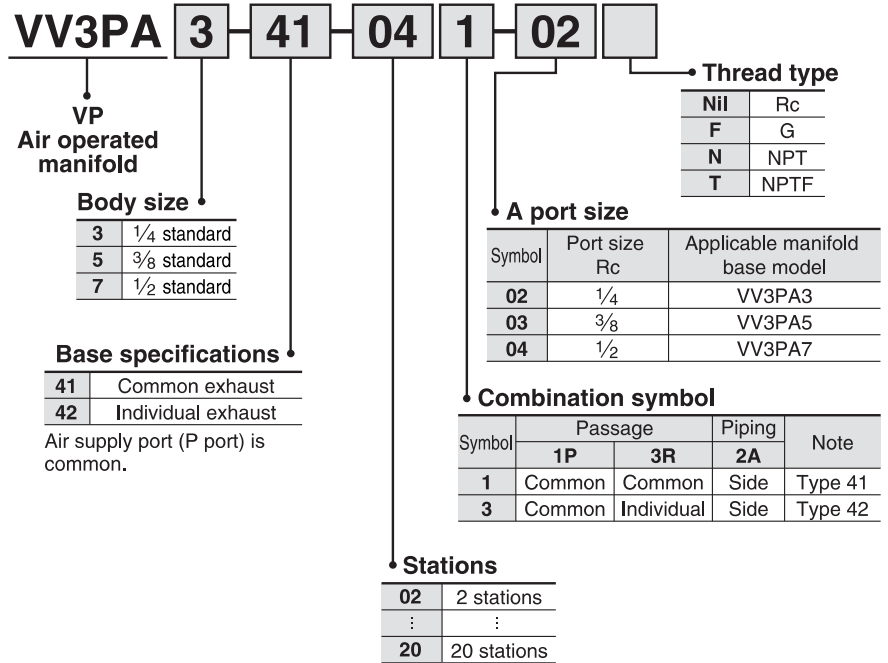 VV3PA 3-41-04 1-02
VP
Air operated
manifold
Thread type
Nil Rc
F G
N NPT
T NPTF
Body size
3 1/4 standard
5 3/8 standard
7 1/2 standard
A port size
Symbol Port size Rc Applicable manifold base model
02 1/4 VV3PA3
03 3/8 VV3PA5
04 1/2 VV3PA7
Base specifications
41 Common exhaust
42 Individual exhaust
Air supply port (P port) is
common.
Combination symbol
Symbol Passage Piping Note
1P 3R 2A
1 Common Common Side Type 41
3 Common Individual Side Type 42
Stations
02 2 stations
⋮ ⋮
20 20 stations